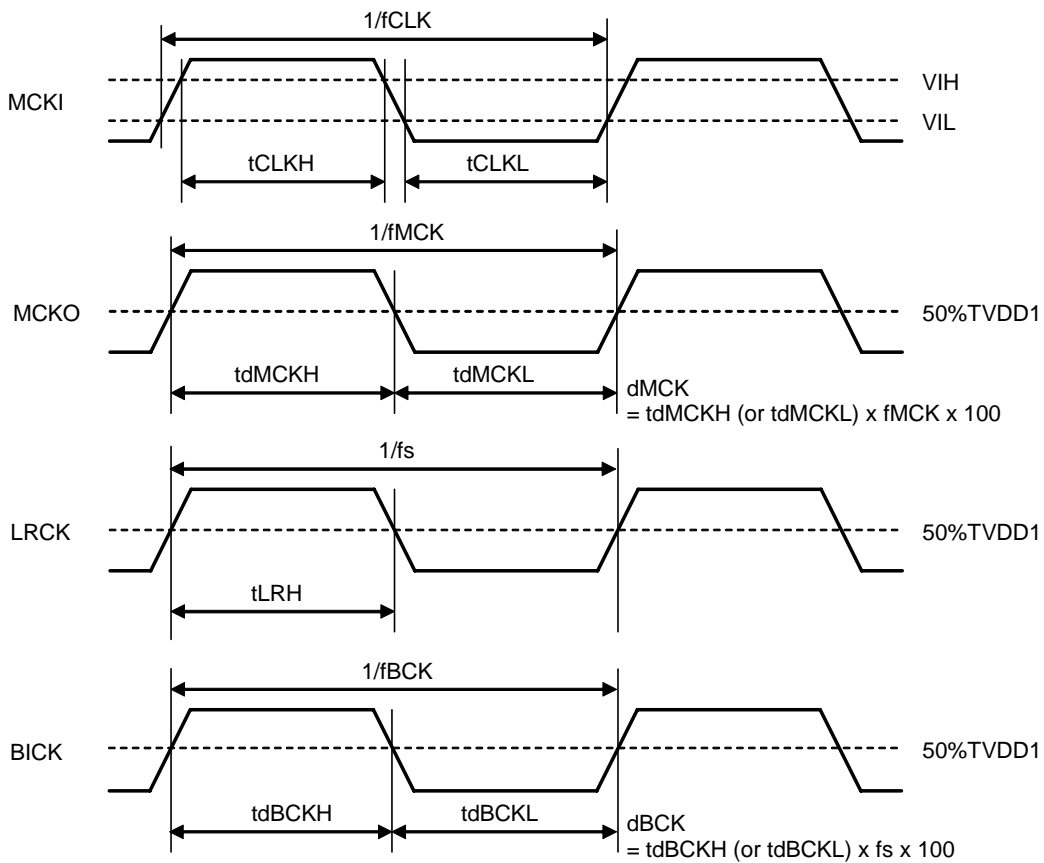 1/fCLK
MCKI
VIH
VIL
tCLKH
tCLKL
1/fMCK
MCKO
50%TVDD1
tdMCKH
tdMCKL
dMCK
= tdMCKH (or tdMCKL) x fMCK x 100
1/fs
LRCK
50%TVDD1
tLRH
1/fBCK
BICK
50%TVDD1
tdBCKH
tdBCKL
dBCK
= tdBCKH (or tdBCKL) x fs x 100